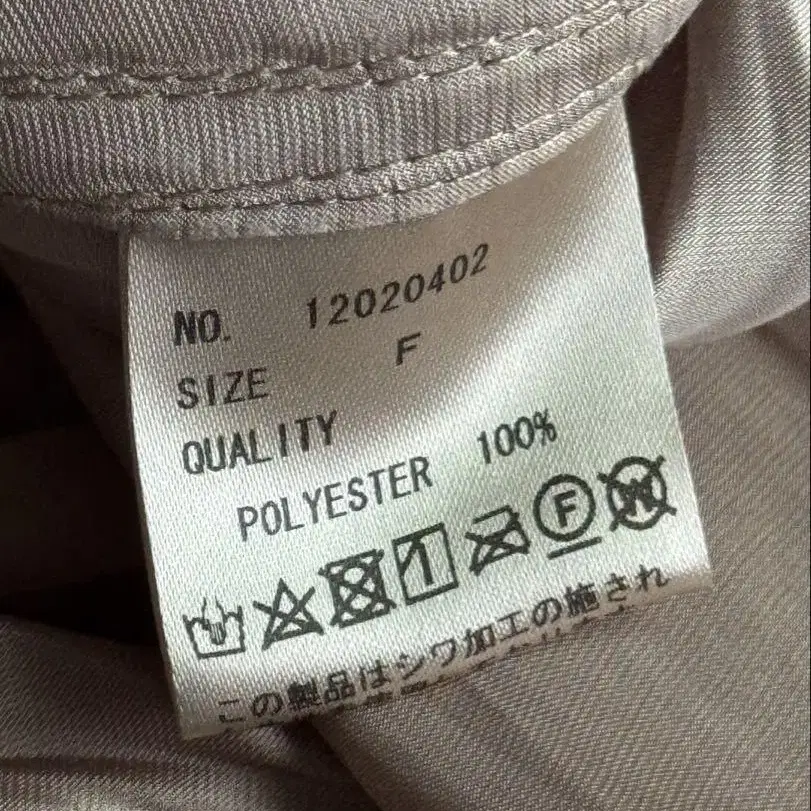 NO. 12020402
SIZE F
QUALITY
POLYESTER 100%
F W
この製品はシワ加工の施され